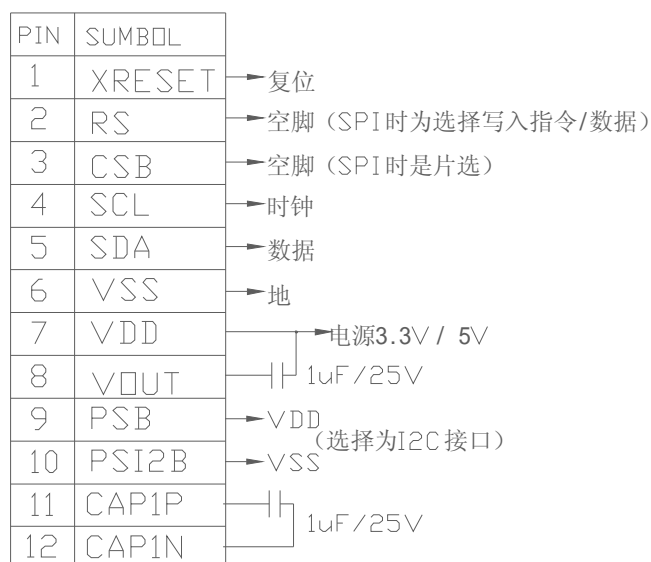 PIN SUMBOL
1 XRESET 复位
2 RS 空脚（SPI时为选择写入指令/数据）
3 CSB 空脚（SPI时是片选）
4 SCL 时钟
5 SDA 数据
6 VSS 地
7 VDD 电源3.3V / 5V
8 VOUT 1uF/25V
9 PSB VDD
（选择为I2C接口）
10 PSI2B VSS
11 CAP1P
1uF/25V
12 CAP1N